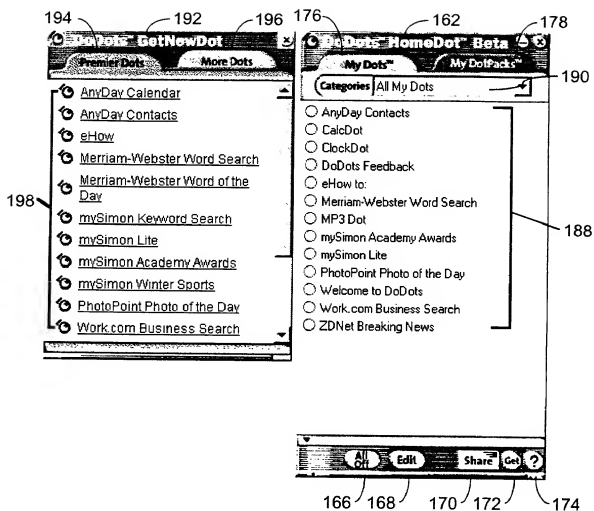 194 192 196
DoDots™ GetNewDot
Premier Dots More Dots
AnyDay Calendar
AnyDay Contacts
eHow
Merriam-Webster Word Search
Merriam-Webster Word of the
Day
mySimon Keyword Search
mySimon Lite
mySimon Academy Awards
mySimon Winter Sports
PhotoPoint Photo of the Day
Work.com Business Search
198
176 162 178
DoDots™ HomeDot™ Beta
My Dots™ My DotPacks™
190
Categories All My Dots
AnyDay Contacts
CalcDot
ClockDot
DoDots Feedback
eHow to:
Merriam-Webster Word Search
MP3 Dot
mySimon Academy Awards
mySimon Lite
PhotoPoint Photo of the Day
Welcome to DoDots
Work.com Business Search
ZDNet Breaking News
188
All
Off
Edit Share Get ?
166 168 170 172 174